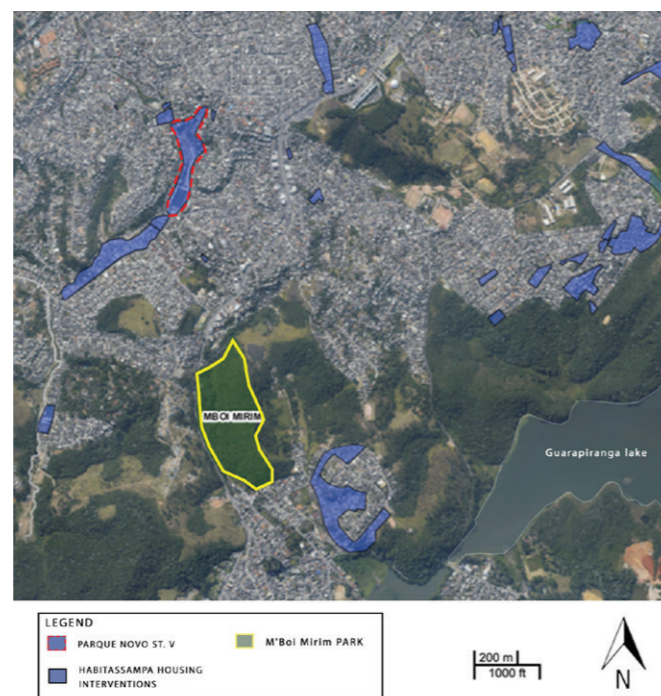 MBOI MIRIM
Guarapiranga lake
LEGEND
PARQUE NOVO ST. V
M'Boi Mirim PARK
HABITASSAMPA HOUSING
INTERVENTIONS
200 m
1000 ft
N